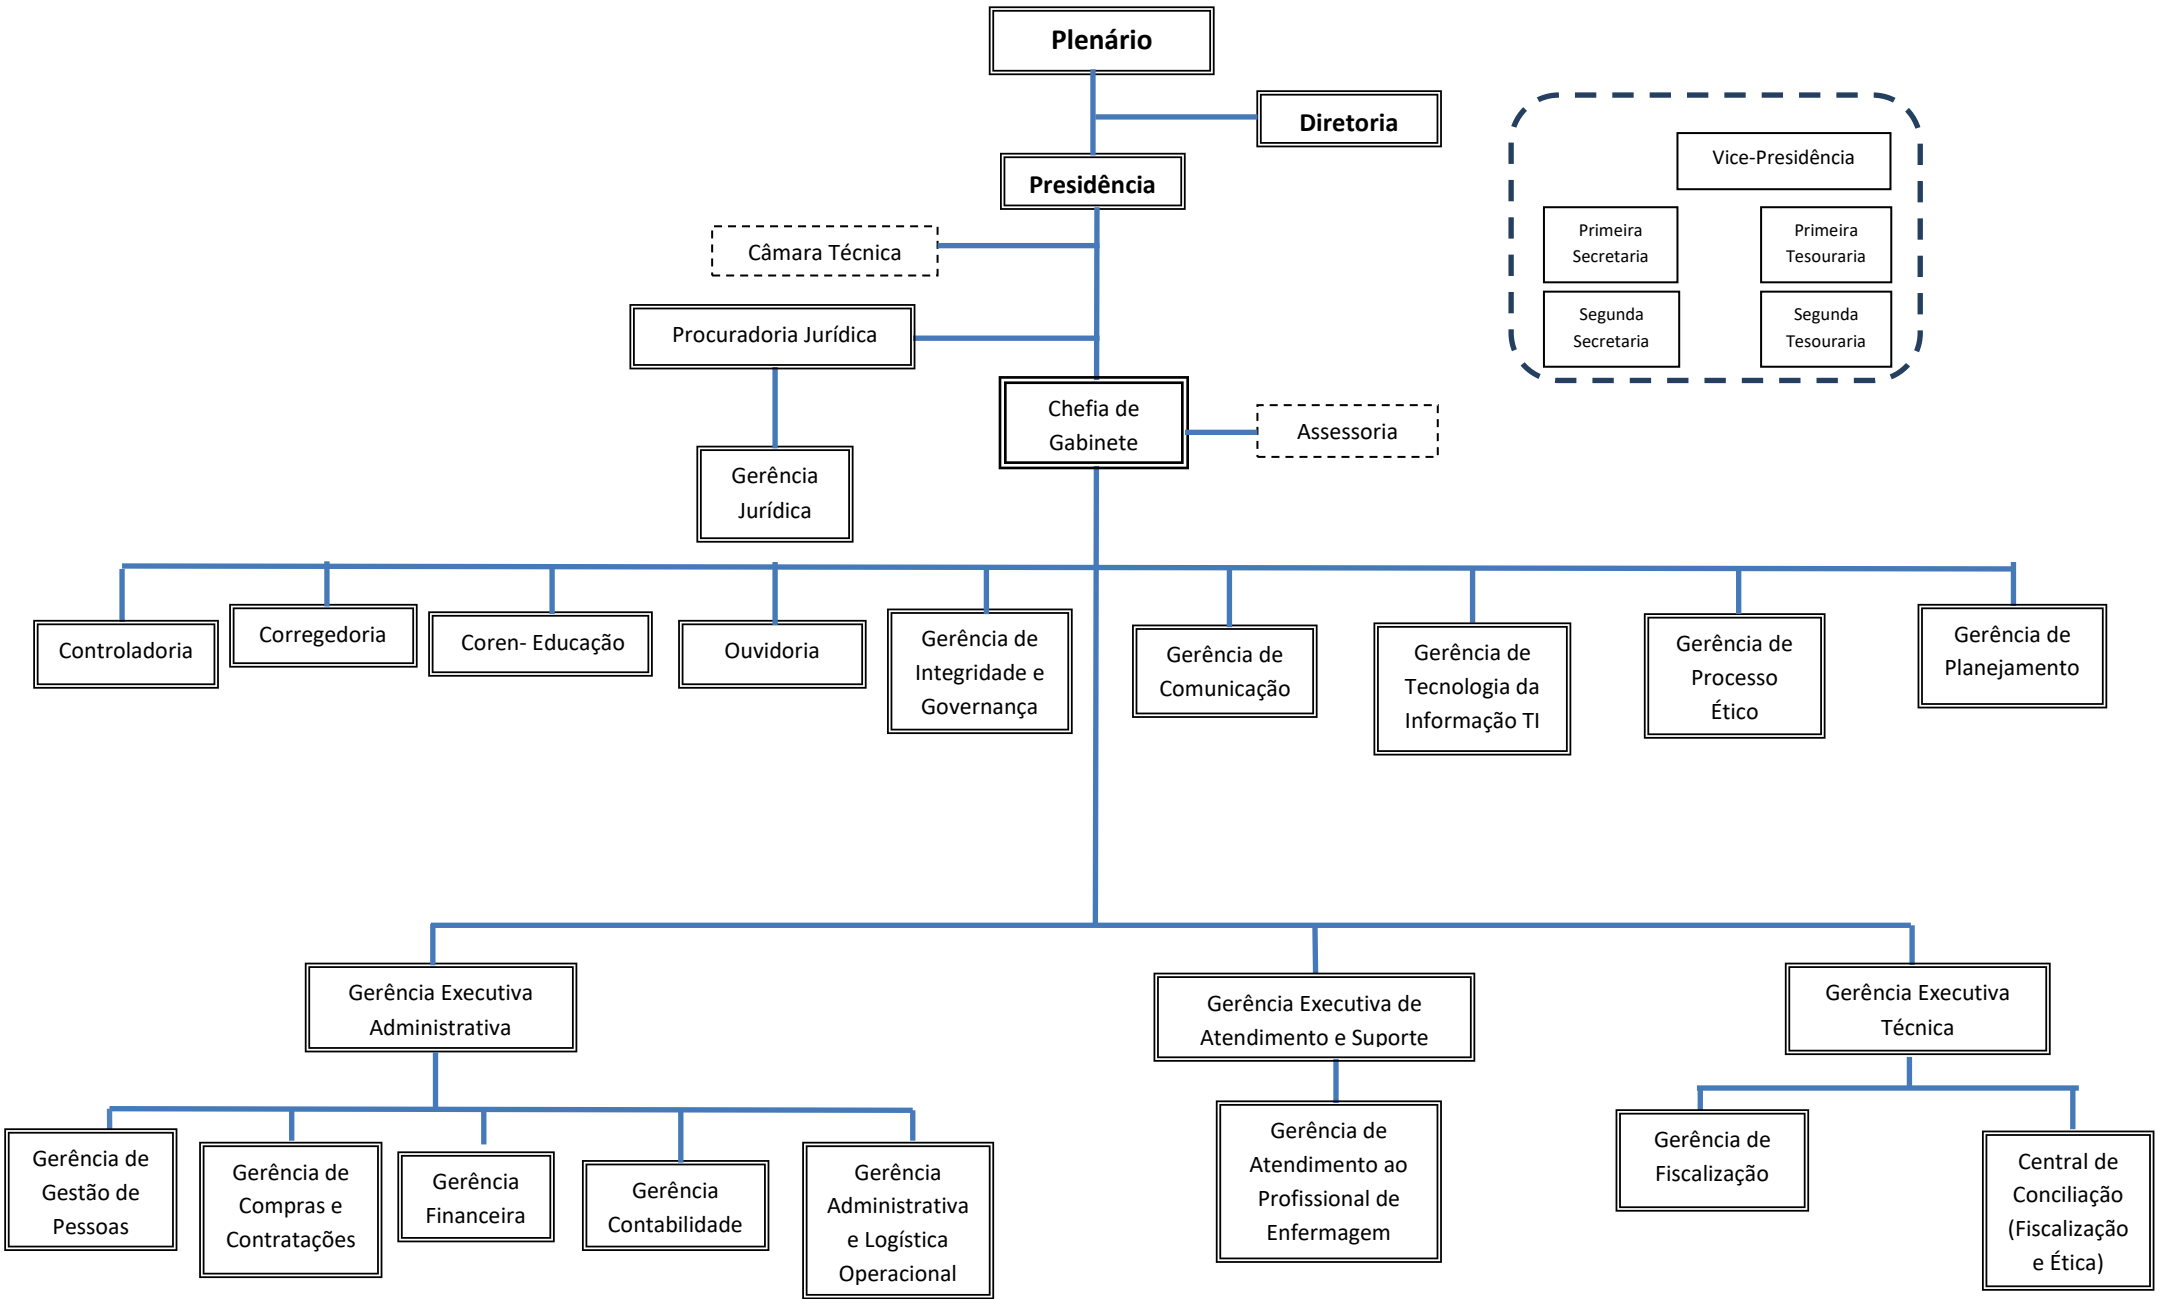 Plenário
Diretoria
Presidência
Vice-Presidência
Primeira
Secretaria
Primeira
Tesouraria
Segunda
Secretaria
Segunda
Tesouraria
Câmara Técnica
Procuradoria Jurídica
Chefia de
Gabinete
Assessoria
Gerência
Jurídica
Controladoria
Corregedoria
Coren- Educação
Ouvidoria
Gerência de
Integridade e
Governança
Gerência de
Comunicação
Gerência de
Tecnologia da
Informação TI
Gerência de
Processo
Ético
Gerência de
Planejamento
Gerência Executiva
Administrativa
Gerência Executiva de
Atendimento e Suporte
Gerência Executiva
Técnica
Gerência de
Gestão de
Pessoas
Gerência de
Compras e
Contratações
Gerência
Financeira
Gerência
Contabilidade
Gerência
Administrativa
e Logística
Operacional
Gerência de
Atendimento ao
Profissional de
Enfermagem
Gerência de
Fiscalização
Central de
Conciliação
(Fiscalização
e Ética)